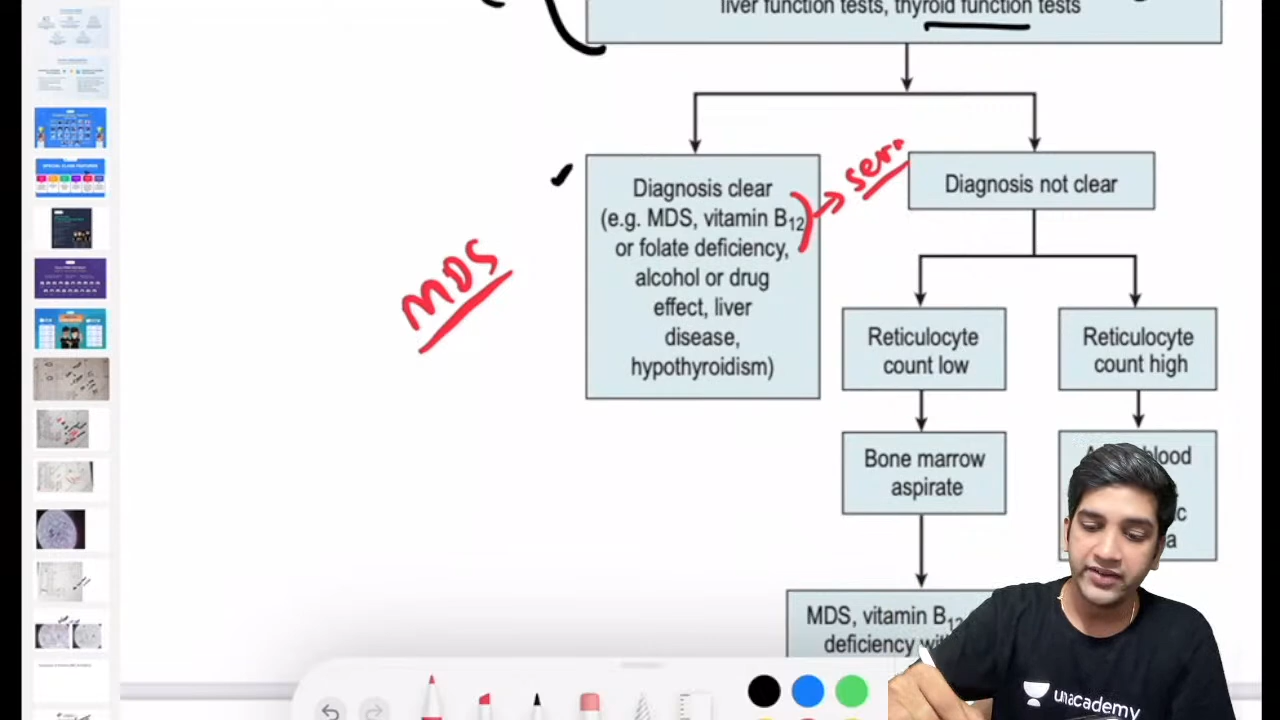 liver function tests, thyroid function tests
Diagnosis clear
(e.g. MDS, vitamin B12
or folate deficiency,
alcohol or drug
effect, liver
disease,
hypothyroidism)
Diagnosis not clear
MDS
Reticulocyte
count low
Reticulocyte
count high
Bone marrow
aspirate
blood
MDS, vitamin B12
deficiency
unacademy